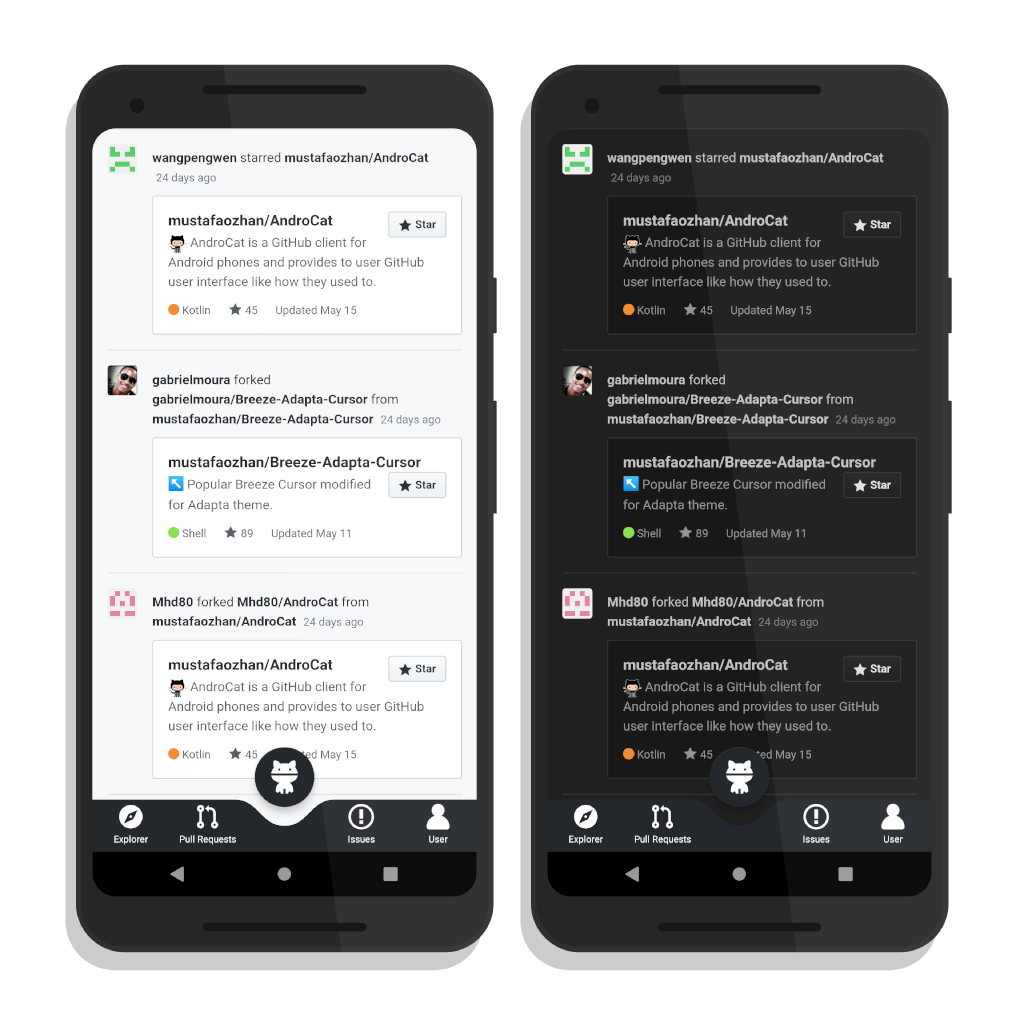 wangpengwen starred mustafaozhan/AndroCat
24 days ago
mustafaozhan/AndroCat
Star
AndroCat is a GitHub client for
Android phones and provides to user GitHub
user interface like how they used to.
Kotlin 45 Updated May 15
gabrielmoura forked
gabrielmoura/Breeze-Adapta-Cursor from
mustafaozhan/Breeze-Adapta-Cursor 24 days ago
mustafaozhan/Breeze-Adapta-Cursor
Popular Breeze Cursor modified
Star
for Adapta theme.
Shell 89 Updated May 11
Mhd80 forked Mhd80/AndroCat from
mustafaozhan/AndroCat 24 days ago
mustafaozhan/AndroCat
Star
AndroCat is a GitHub client for
Android phones and provides to user GitHub
user interface like how they used to.
Kotlin 45 ted May 15
Explorer Pull Requests Issues User
wangpengwen starred mustafaozhan/AndroCat
24 days ago
mustafaozhan/AndroCat
Star
AndroCat is a GitHub client for
Android phones and provides to user GitHub
user interface like how they used to.
Kotlin 45 Updated May 15
gabrielmoura forked
gabrielmoura/Breeze-Adapta-Cursor from
mustafaozhan/Breeze-Adapta-Cursor 24 days ago
mustafaozhan/Breeze-Adapta-Cursor
Popular Breeze Cursor modified
Star
for Adapta theme.
Shell 89 Updated May 11
Mhd80 forked Mhd80/AndroCat from
mustafaozhan/AndroCat 24 days ago
mustafaozhan/AndroCat
Star
AndroCat is a GitHub client for
Android phones and provides to user GitHub
user interface like how they used to.
Kotlin 45 ted May 15
Explorer Pull Requests Issues User